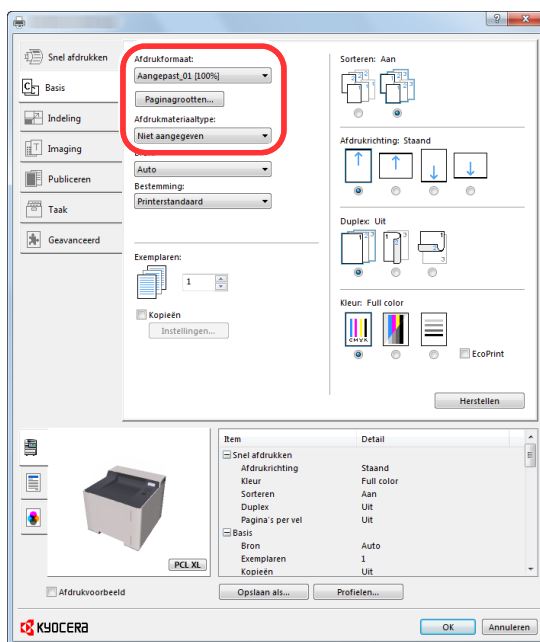 Snel afdrukken
Basis
Indeling
Imaging
Publiceren
Taak
Geavanceerd
Afdrukformaat:
Aangepast_01 [100%]
Paginagrootten...
Afdrukmateriaaltype:
Niet aangegeven
Auto
Bestemming:
Printerstandaard
Exemplaren:
1
Kopieën
Instellingen...
Sorteren: Aan
Afdrukrichting: Staand
Duplex: Uit
Kleur: Full color
CMYK
EcoPrint
Herstellen
Item Detail
Snel afdrukken
Afdrukrichting Staand
Kleur Full color
Sorteren Aan
Duplex Uit
Pagina's per vel Uit
Basis
Bron Auto
Exemplaren 1
Kopieën Uit
PCL XL
Afdrukvoorbeeld
Opslaan als...
Profielen...
KYOCERA
OK
Annuleren